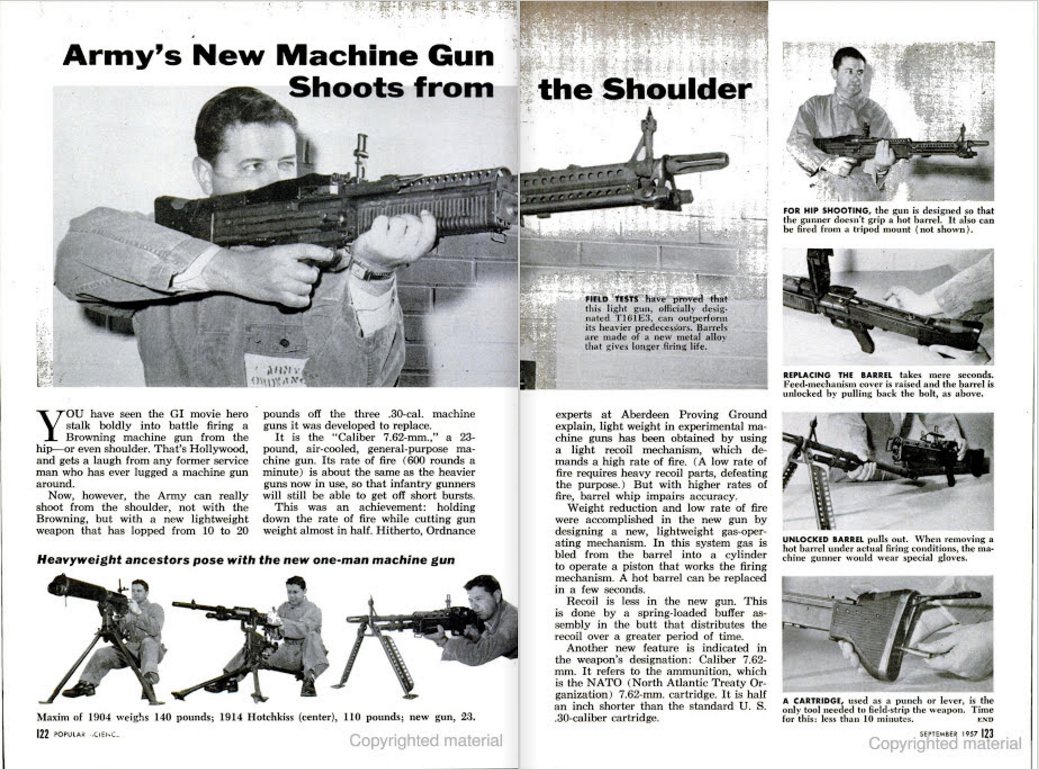 Army's New Machine Gun
Shoots from the Shoulder
FIELD TESTS have proved that
this light gun, officially desig-
nated T161E3, can outperform
its heavier predecessors. Barrels
are made of a new metal alloy
that gives longer firing life.
YOU have seen the GI movie hero
stalk boldly into battle firing a
Browning machine gun from the
hip—or even shoulder. That's Hollywood,
and gets a laugh from any former service
man who has ever lugged a machine gun
around.
Now, however, the Army can really
shoot from the shoulder, not with the
Browning, but with a new lightweight
weapon that has lopped from 10 to 20
pounds off the three .30-cal. machine
guns it was developed to replace.
It is the "Caliber 7.62-mm.," a 23-
pound, air-cooled, general-purpose ma-
chine gun. Its rate of fire (600 rounds a
minute) is about the same as the heavier
guns now in use, so that infantry gunners
will still be able to get off short bursts.
This was an achievement: holding
down the rate of fire while cutting gun
weight almost in half. Hitherto, Ordnance
Heavyweight ancestors pose with the new one-man machine gun
Maxim of 1904 weighs 140 pounds; 1914 Hotchkiss (center), 110 pounds; new gun, 23.
122 POPULAR SCIENC
Copyrighted material
experts at Aberdeen Proving Ground
explain, light weight in experimental ma-
chine guns has been obtained by using
a light recoil mechanism, which de-
mands a high rate of fire. (A low rate of
fire requires heavy recoil parts, defeating
the purpose.) But with higher rates of
fire, barrel whip impairs accuracy.
Weight reduction and low rate of fire
were accomplished in the new gun by
designing a new, lightweight gas-oper-
ating mechanism. In this system gas is
bled from the barrel into a cylinder
to operate a piston that works the firing
mechanism. A hot barrel can be replaced
in a few seconds.
Recoil is less in the new gun. This
is done by a spring-loaded buffer as-
sembly in the butt that distributes the
recoil over a greater period of time.
Another new feature is indicated in
the weapon's designation: Caliber 7.62-
mm. It refers to the ammunition, which
is the NATO (North Atlantic Treaty Or-
ganization) 7.62-mm. cartridge. It is half
an inch shorter than the standard U. S.
.30-caliber cartridge.
FOR HIP SHOOTING, the gun is designed so that
the gunner doesn't grip a hot barrel. It also can
be fired from a tripod mount (not shown).
REPLACING THE BARREL takes mere seconds.
Feed-mechanism cover is raised and the barrel is
unlocked by pulling back the bolt, as above.
UNLOCKED BARREL pulls out. When removing a
hot barrel under actual firing conditions, the ma-
chine gunner would wear special gloves.
A CARTRIDGE, used as a punch or lever, is the
only tool needed to field-strip the weapon. Time
for this: less than 10 minutes. END
SEPTEMBER 1957 123
Copyrighted material